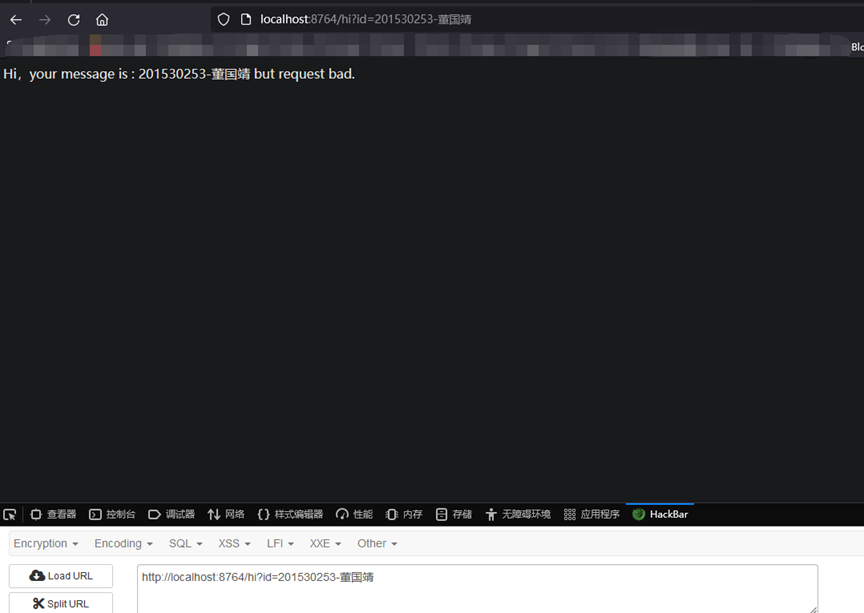 localhost:8764/hi?id=201530253-董国靖
Blo
Hi，your message is : 201530253-董国靖 but request bad.
查看器 控制台 调试器 网络 {} 样式编辑器 性能 内存 存储 无障碍环境 应用程序 HackBar
Encryption Encoding SQL XSS LFI XXE Other
Load URL http://localhost:8764/hi?id=201530253-董国靖
Split URL